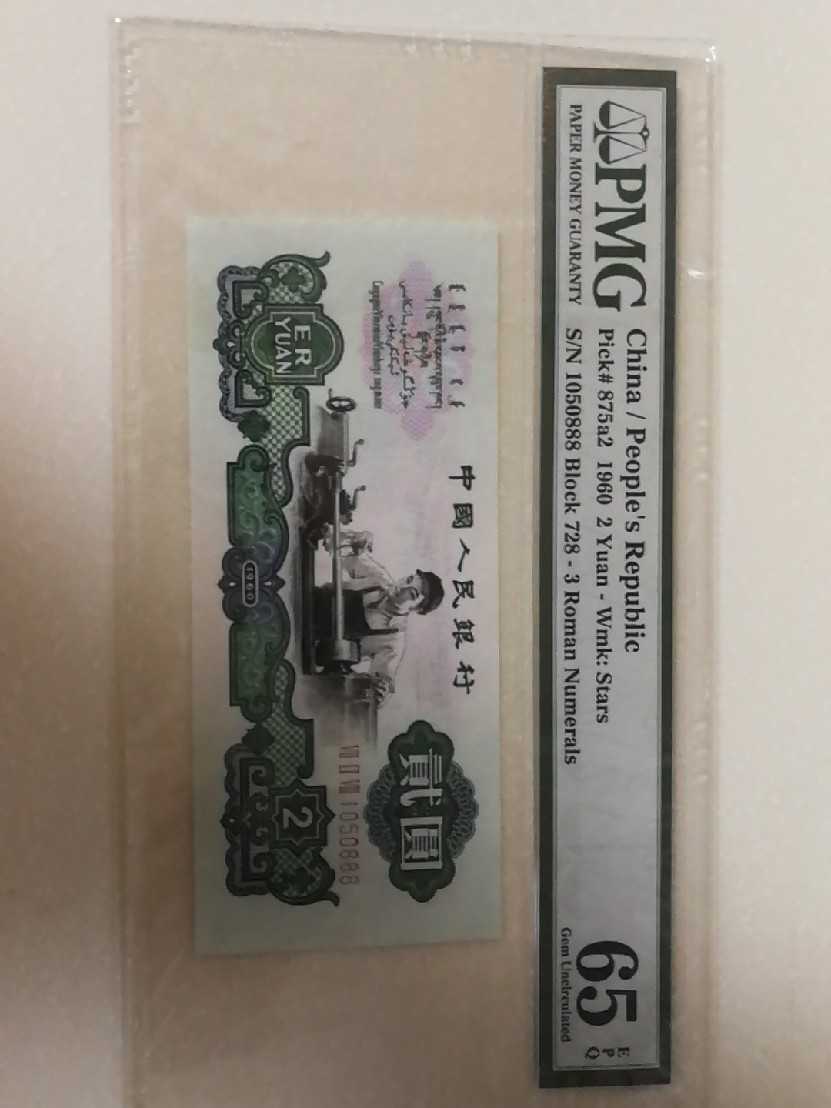 PMG
PAPER MONEY GUARANTY
China / People's Republic
Pick# 875a2 1960 2 Yuan - Wmk: Stars
S/N 1050888 Block 728 - 3 Roman Numerals
65
EPQ
Gem Uncirculated
中國人民銀行
貳圓
ER
YUAN
1960
2
1050888